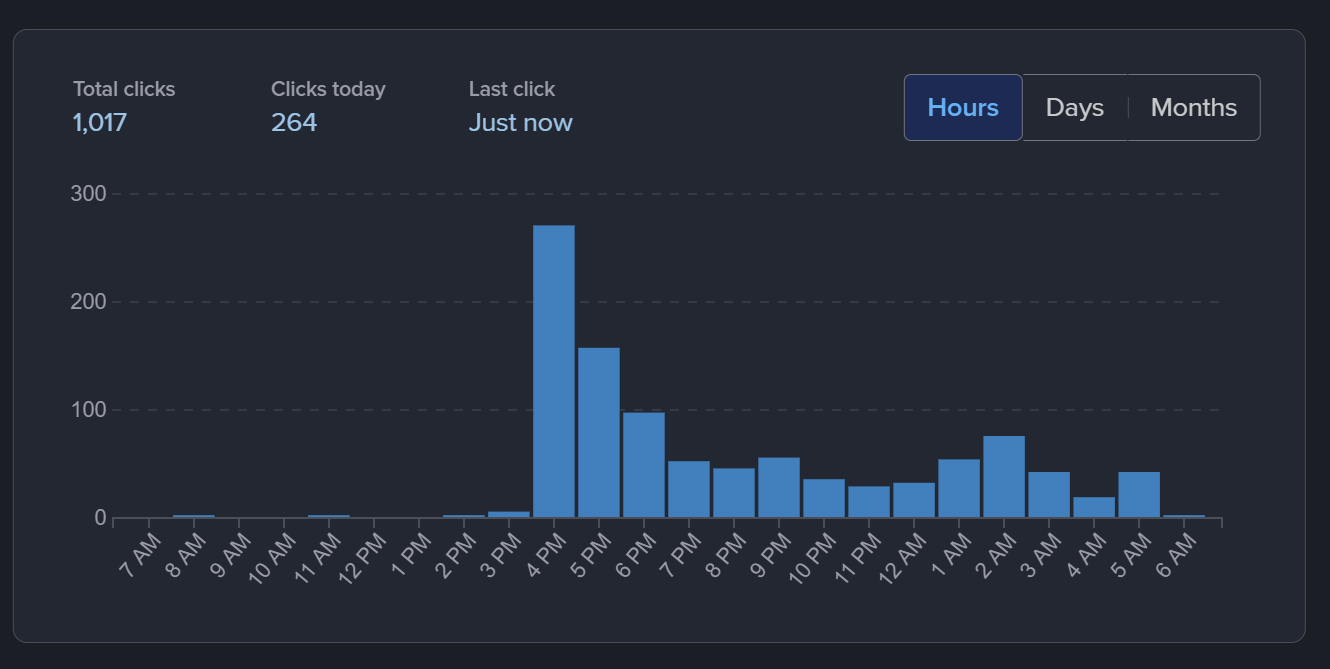 Total clicks
1,017
Clicks today
264
Last click
Just now
Hours
Days
Months
300
200
100
0
7 AM
8 AM
9 AM
10 AM
11 AM
12 PM
1 PM
2 PM
3 PM
4 PM
5 PM
6 PM
7 PM
8 PM
9 PM
10 PM
11 PM
12 AM
1 AM
2 AM
3 AM
4 AM
5 AM
6 AM